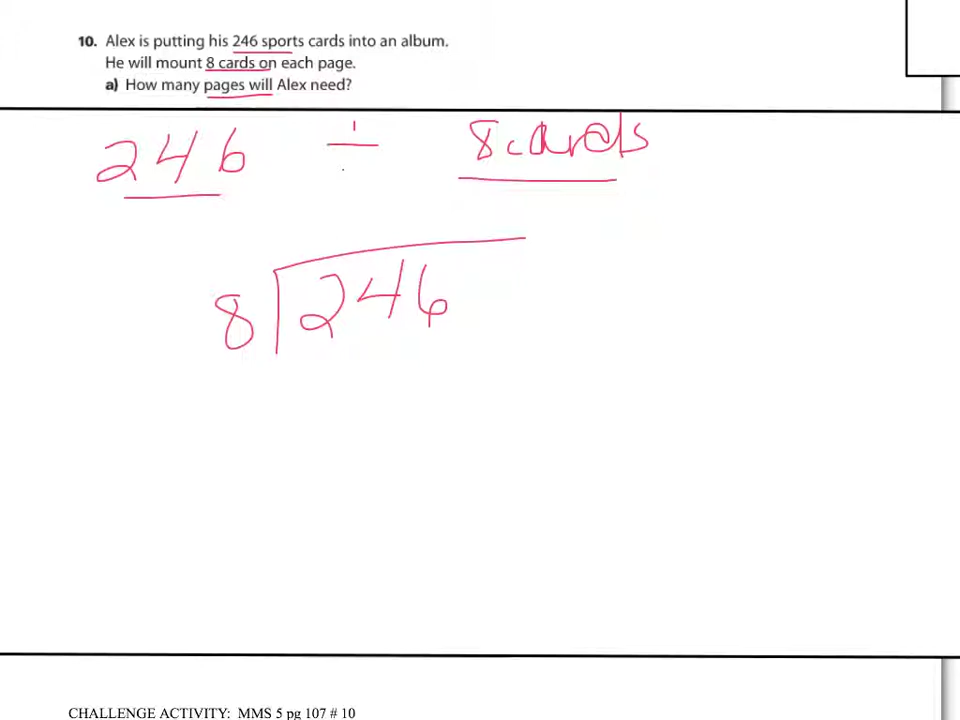 10. Alex is putting his 246 sports cards into an album.
He will mount 8 cards on each page.
a) How many pages will Alex need?
246 ÷ 8 cards
8 246
CHALLENGE ACTIVITY: MMS 5 pg 107 # 10